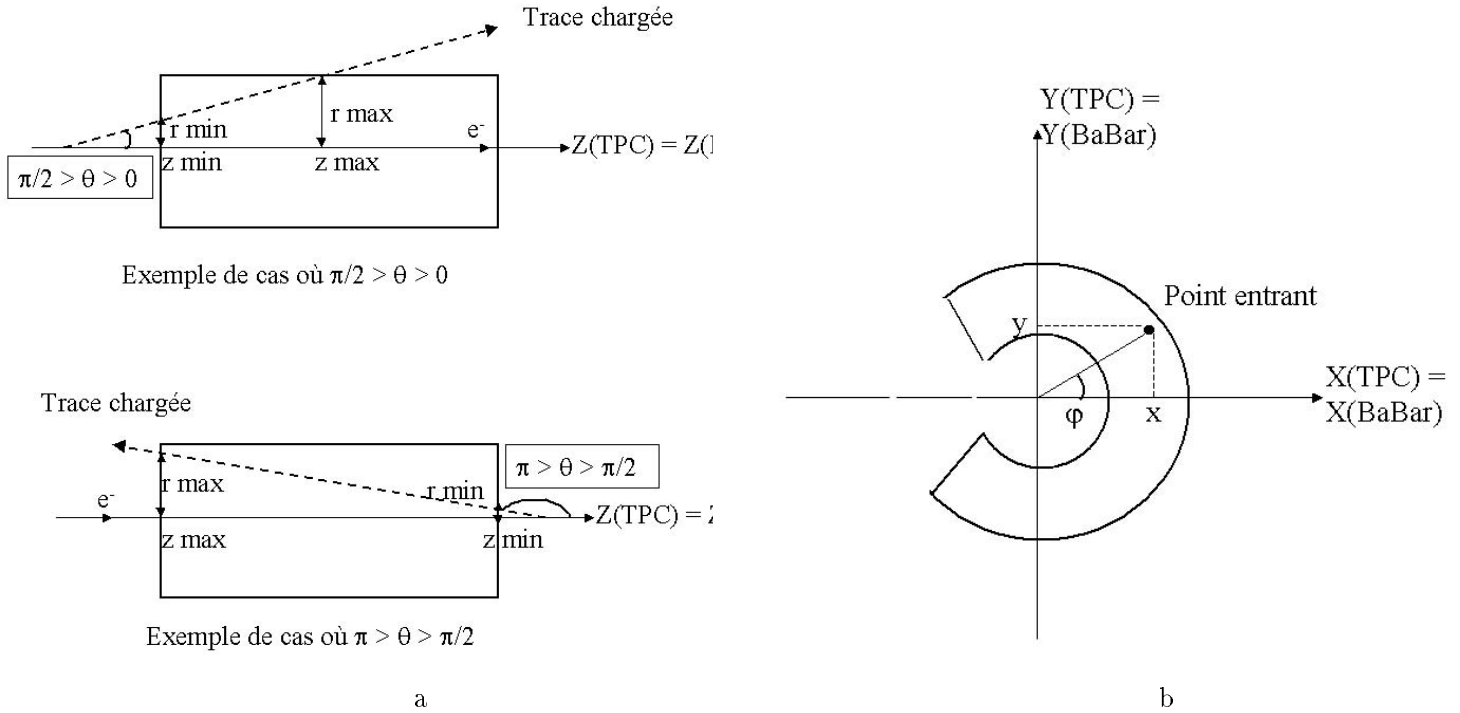 Trace chargée
r min
r max
e-
Z(TPC) = Z(
z min
z max
π/2 > θ > 0
Exemple de cas où π/2 > θ > 0
Trace chargée
π > θ > π/2
r max
r min
e-
Z(TPC) =
z max
z min
Exemple de cas où π > θ > π/2
a
Y(TPC) =
Y(BaBar)
Point entrant
y
X(TPC) =
X(BaBar)
φ
x
b